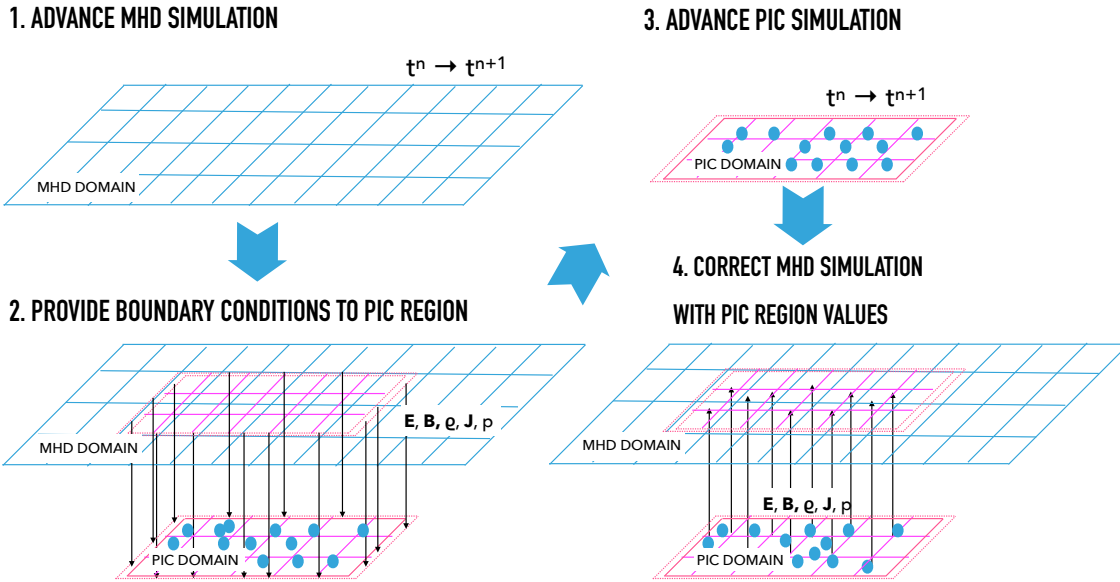 1. ADVANCE MHD SIMULATION
tⁿ → tⁿ⁺¹
MHD DOMAIN
2. PROVIDE BOUNDARY CONDITIONS TO PIC REGION
E, B, ϱ, J, p
MHD DOMAIN
PIC DOMAIN
3. ADVANCE PIC SIMULATION
tⁿ → tⁿ⁺¹
PIC DOMAIN
4. CORRECT MHD SIMULATION
WITH PIC REGION VALUES
MHD DOMAIN
E, B, ϱ, J, p
PIC DOMAIN